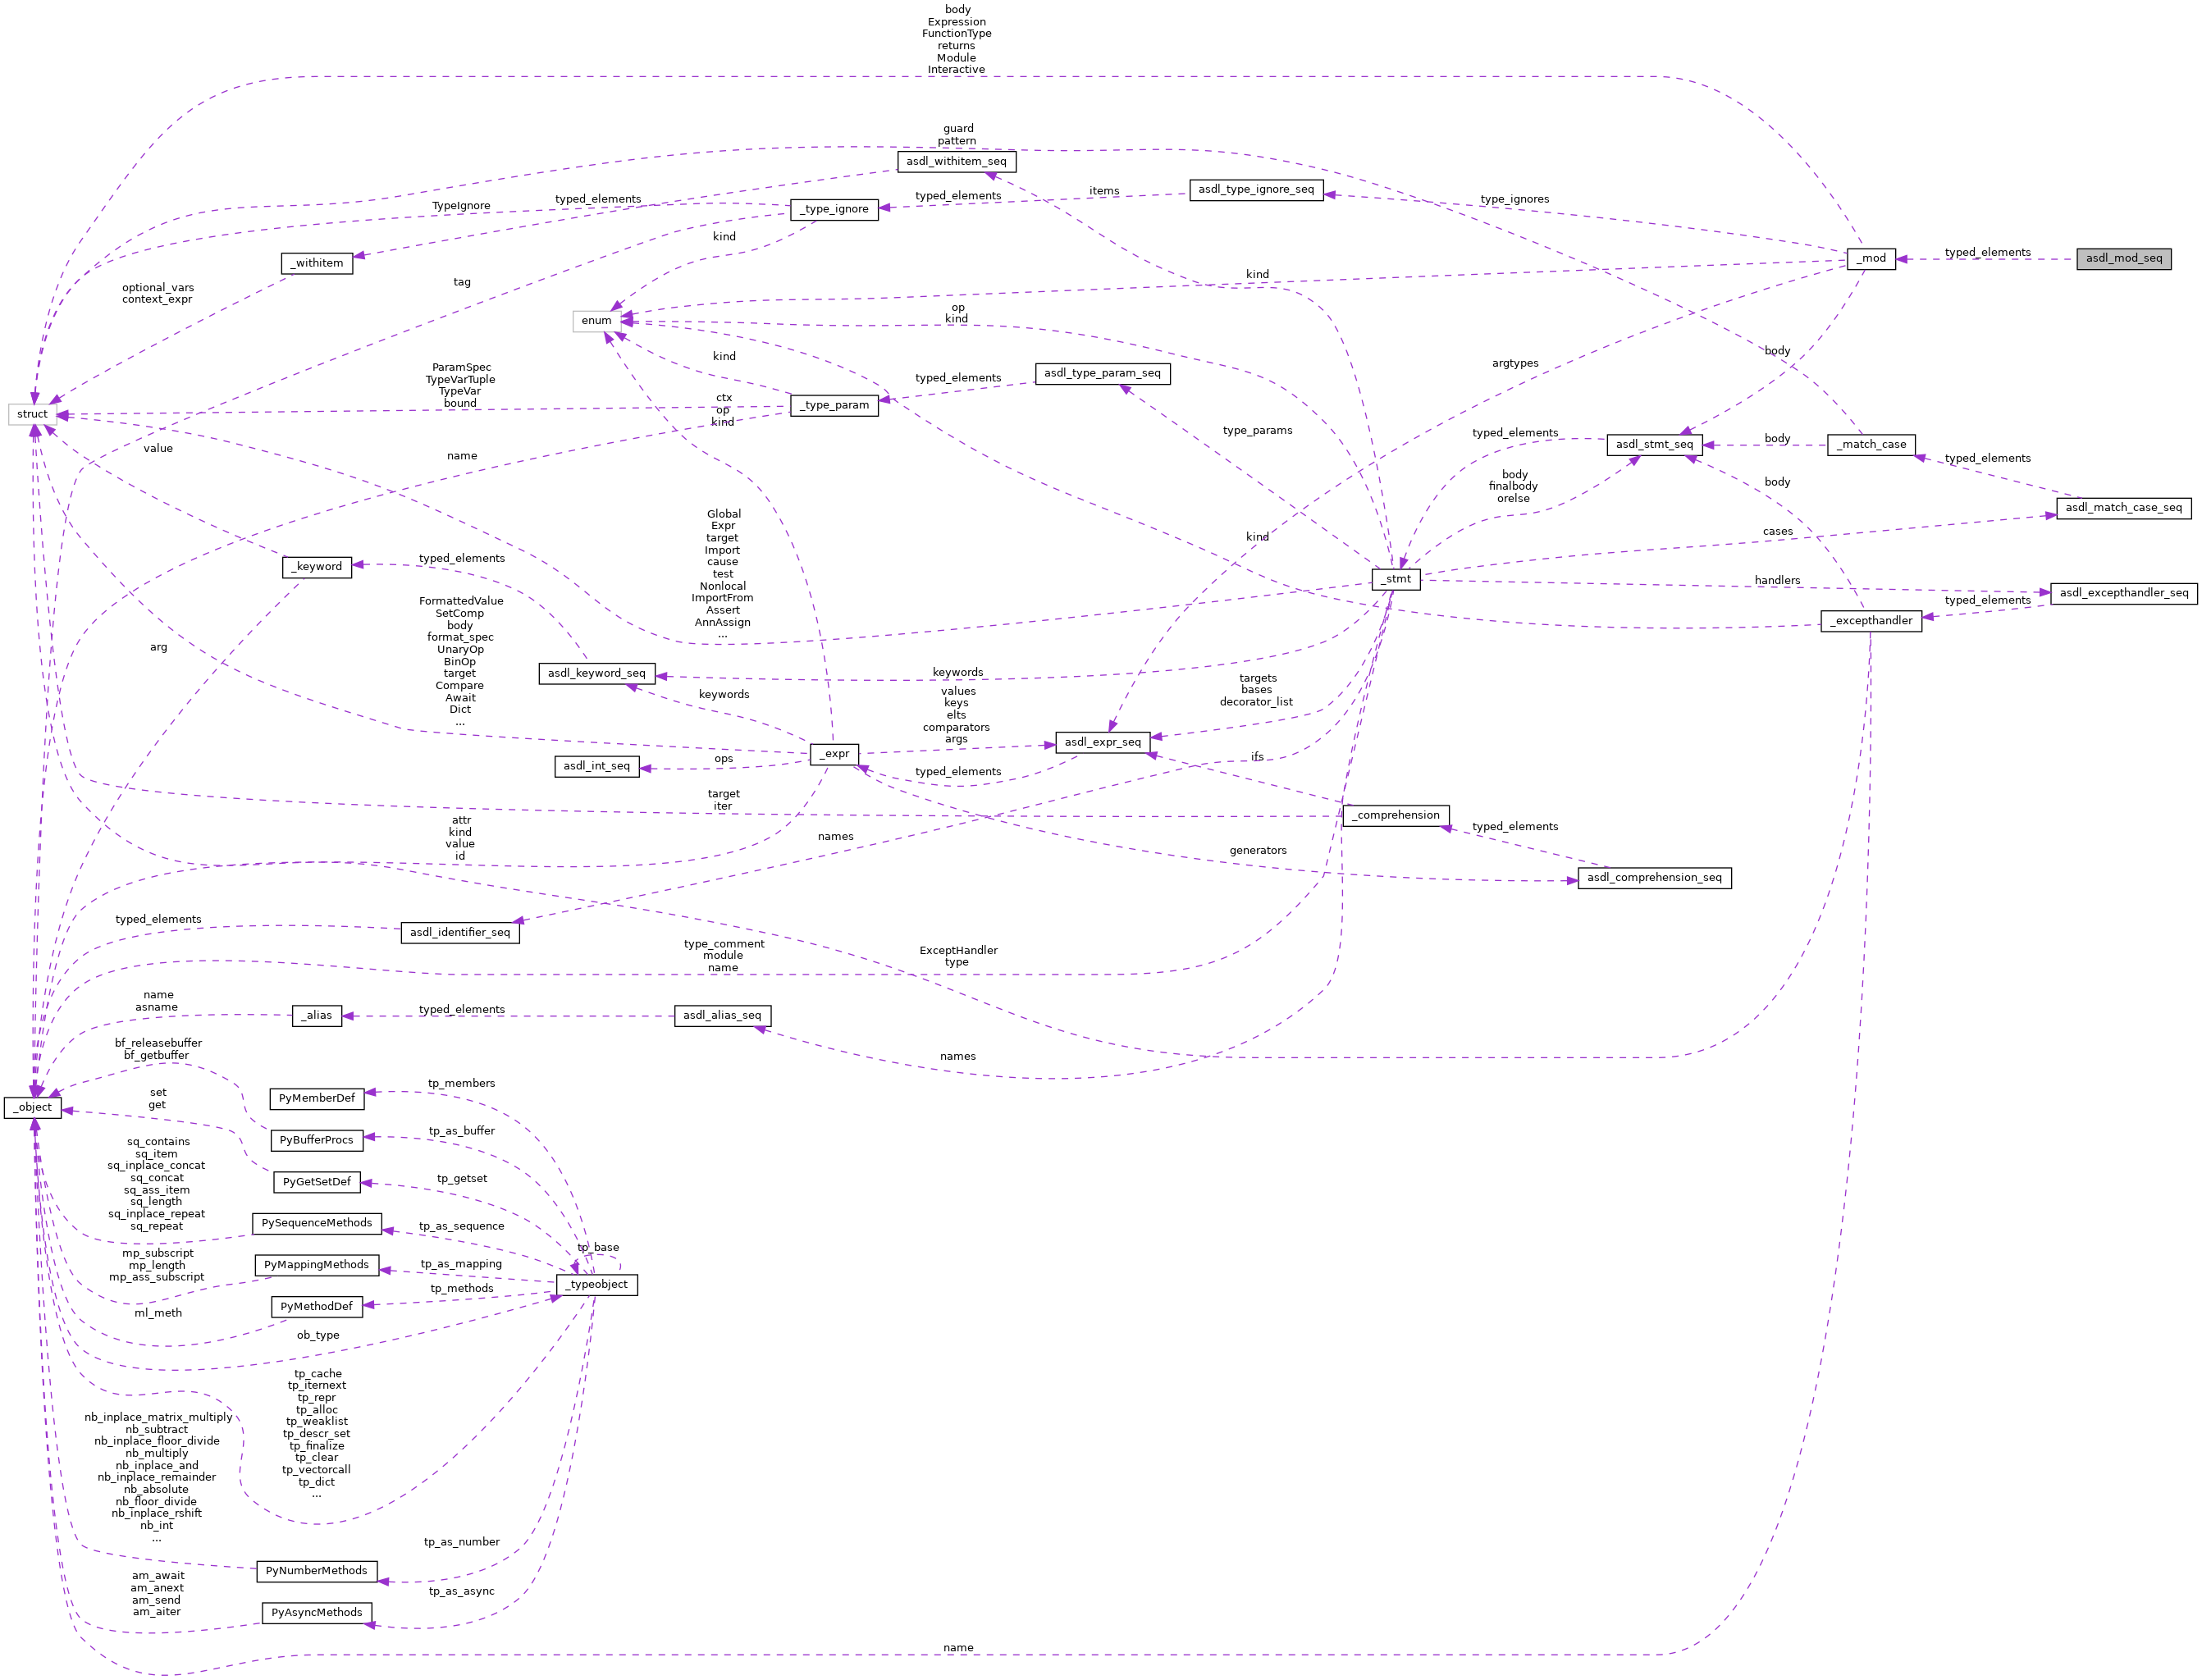 body
Expression
FunctionType
returns
Module
Interactive
guard
pattern
asdl_withitem_seq
asdl_type_ignore_seq
items
typed_elements
typed_elements
type_ignores
TypeIgnore
_type_ignore
kind
_withitem
_mod
typed_elements
asdl_mod_seq
tag
optional_vars
context_expr
kind
enum
op
kind
kind
argtypes
body
ParamSpec
TypeVarTuple
TypeVar
bound
typed_elements
asdl_type_param_seq
_type_param
struct
ctx
op
kind
type_params
typed_elements
asdl_stmt_seq
body
_match_case
typed_elements
value
name
body
finalbody
orelse
body
asdl_match_case_seq
Global
Expr
target
Import
cause
test
Nonlocal
ImportFrom
Assert
AnnAssign
...
kind
cases
_keyword
typed_elements
_stmt
handlers
asdl_excepthandler_seq
typed_elements
_excepthandler
arg
FormattedValue
SetComp
body
format_spec
UnaryOp
BinOp
target
Compare
Await
Dict
...
asdl_keyword_seq
keywords
keywords
values
keys
elts
comparators
args
targets
bases
decorator_list
asdl_expr_seq
_expr
ops
asdl_int_seq
typed_elements
ifs
target
iter
_comprehension
attr
kind
value
id
names
typed_elements
generators
asdl_comprehension_seq
typed_elements
asdl_identifier_seq
type_comment
module
name
ExceptHandler
type
name
asname
_alias
typed_elements
asdl_alias_seq
names
bf_releasebuffer
bf_getbuffer
tp_members
PyMemberDef
set
get
_object
tp_as_buffer
PyBufferProcs
sq_contains
sq_item
sq_inplace_concat
sq_concat
sq_ass_item
sq_length
sq_inplace_repeat
sq_repeat
PyGetSetDef
tp_getset
PySequenceMethods
tp_as_sequence
tp_base
mp_subscript
mp_length
mp_ass_subscript
PyMappingMethods
tp_as_mapping
_typeobject
tp_methods
PyMethodDef
ml_meth
ob_type
tp_cache
tp_iternext
tp_repr
tp_alloc
tp_weaklist
tp_descr_set
tp_finalize
tp_clear
tp_vectorcall
tp_dict
...
nb_inplace_matrix_multiply
nb_subtract
nb_inplace_floor_divide
nb_multiply
nb_inplace_and
nb_inplace_remainder
nb_absolute
nb_floor_divide
nb_inplace_rshift
nb_int
...
tp_as_number
PyNumberMethods
am_await
am_anext
am_send
am_aiter
tp_as_async
PyAsyncMethods
name